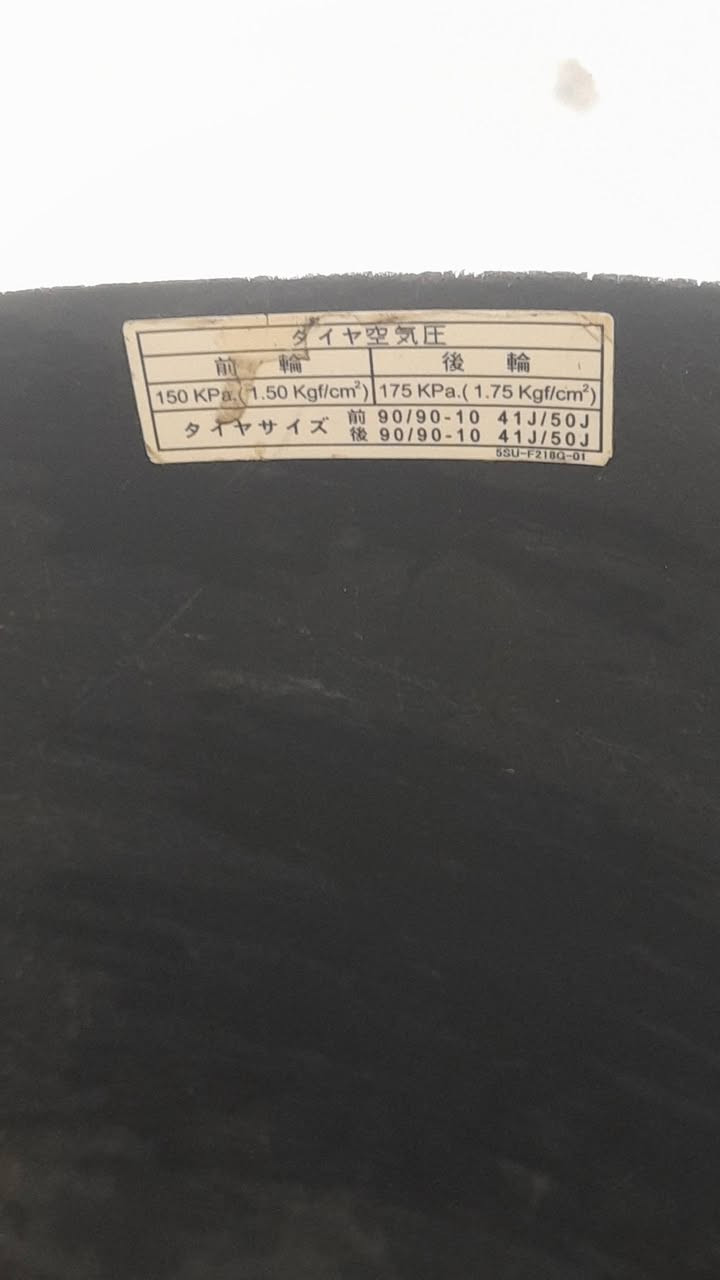 タイヤ空気圧
前 輪 後 輪
150 KPa.(1.50 Kgf/cm²) 175 KPa.(1.75 Kgf/cm²)
タイヤサイズ 前 90/90-10 41J/50J
後 90/90-10 41J/50J
5SU-F218G-01